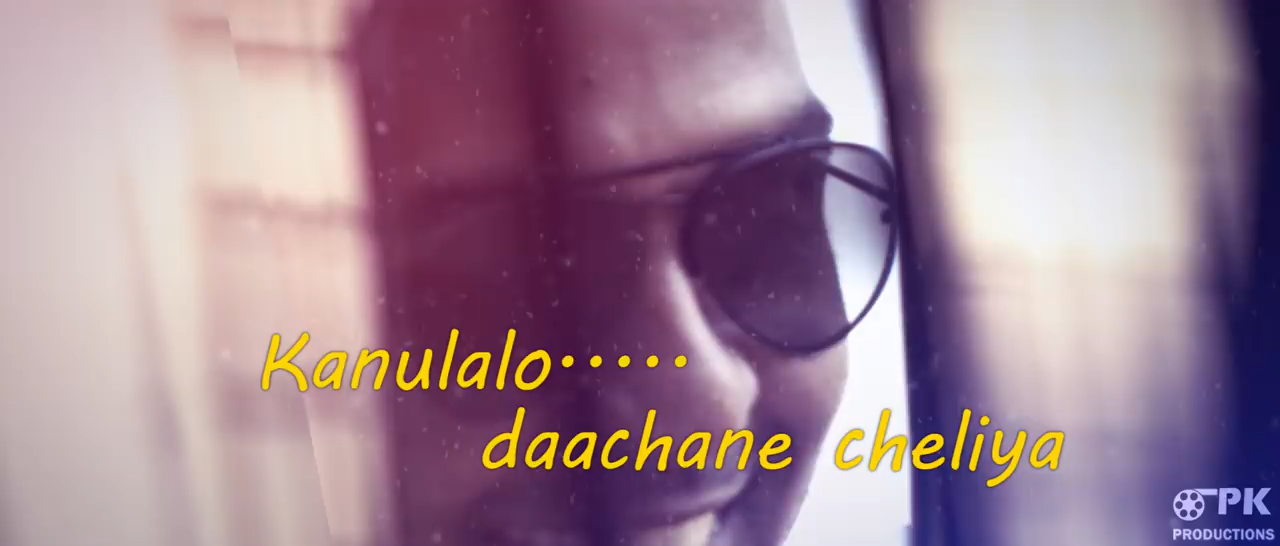 Kanulalo.....
daachane cheliya
PK
PRODUCTIONS